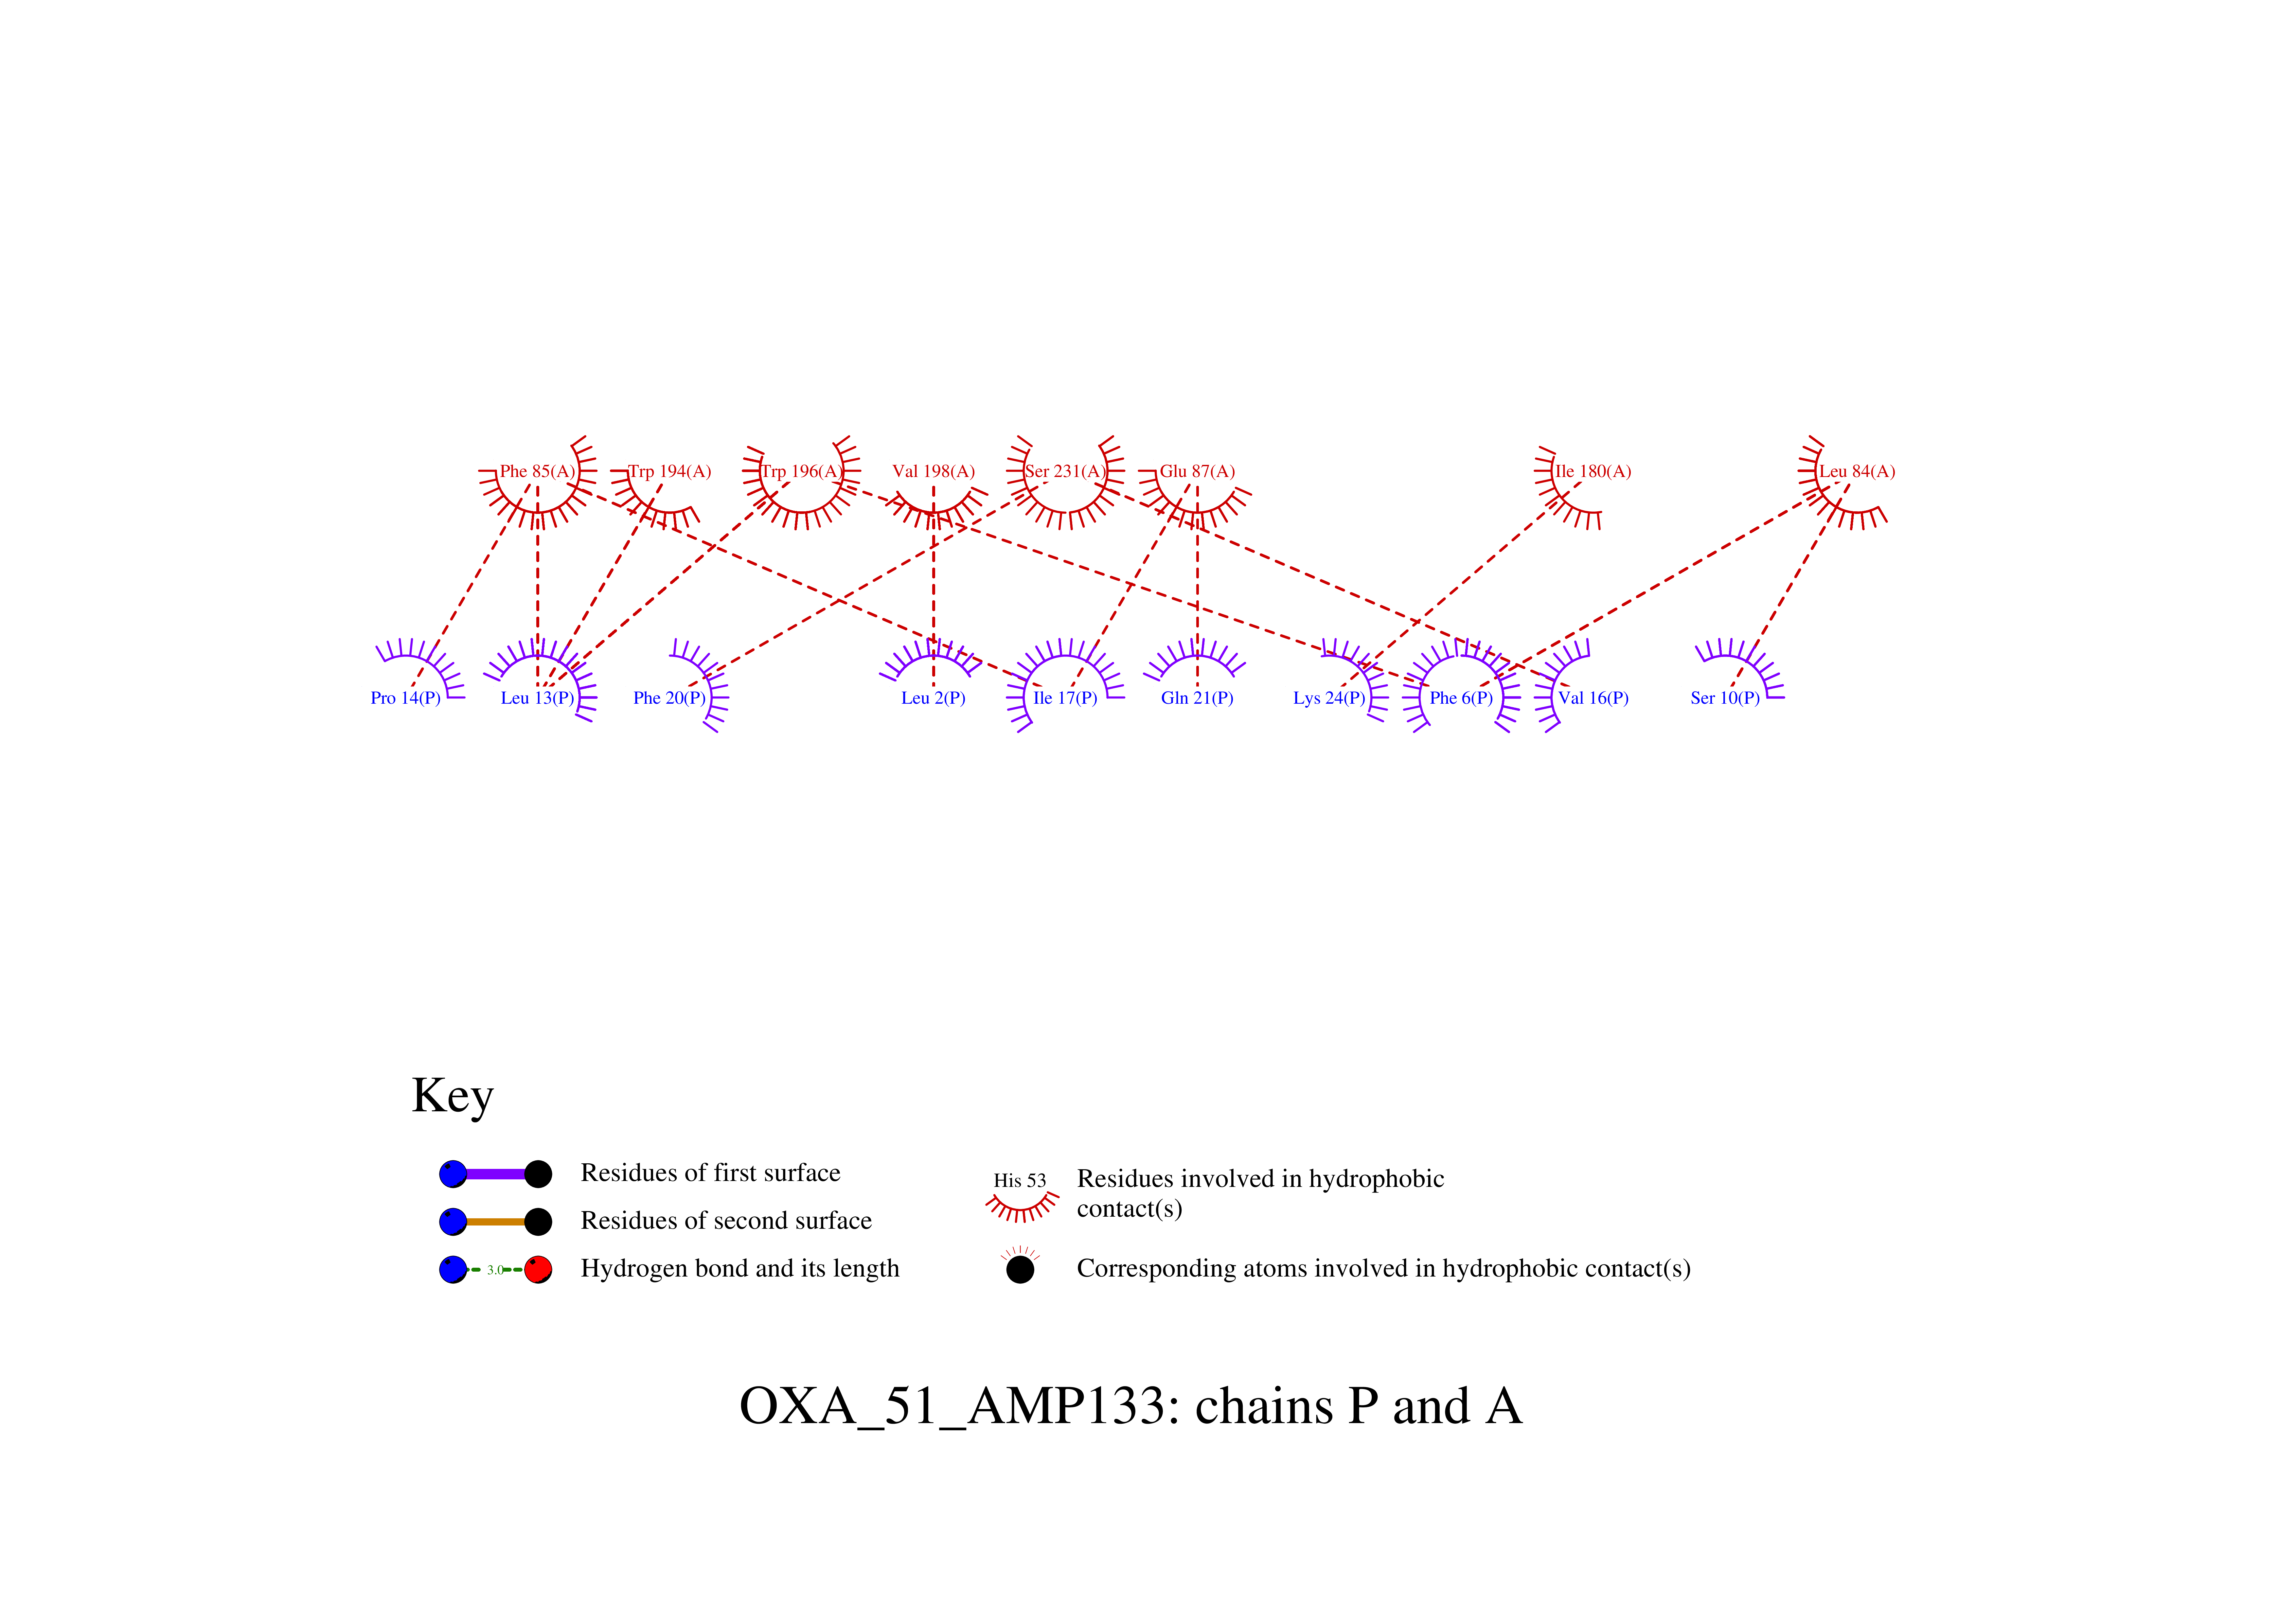 Phe 85(A) Trp 194(A) Trp 196(A) Val 198(A) Ser 231(A) Glu 87(A) Ile 180(A) Leu 84(A)
Pro 14(P) Leu 13(P) Phe 20(P) Leu 2(P) Ile 17(P) Gln 21(P) Lys 24(P) Phe 6(P) Val 16(P) Ser 10(P)
Key
Residues of first surface
Residues of second surface
3.0 Hydrogen bond and its length
His 53 Residues involved in hydrophobic
contact(s)
Corresponding atoms involved in hydrophobic contact(s)
OXA_51_AMP133: chains P and A